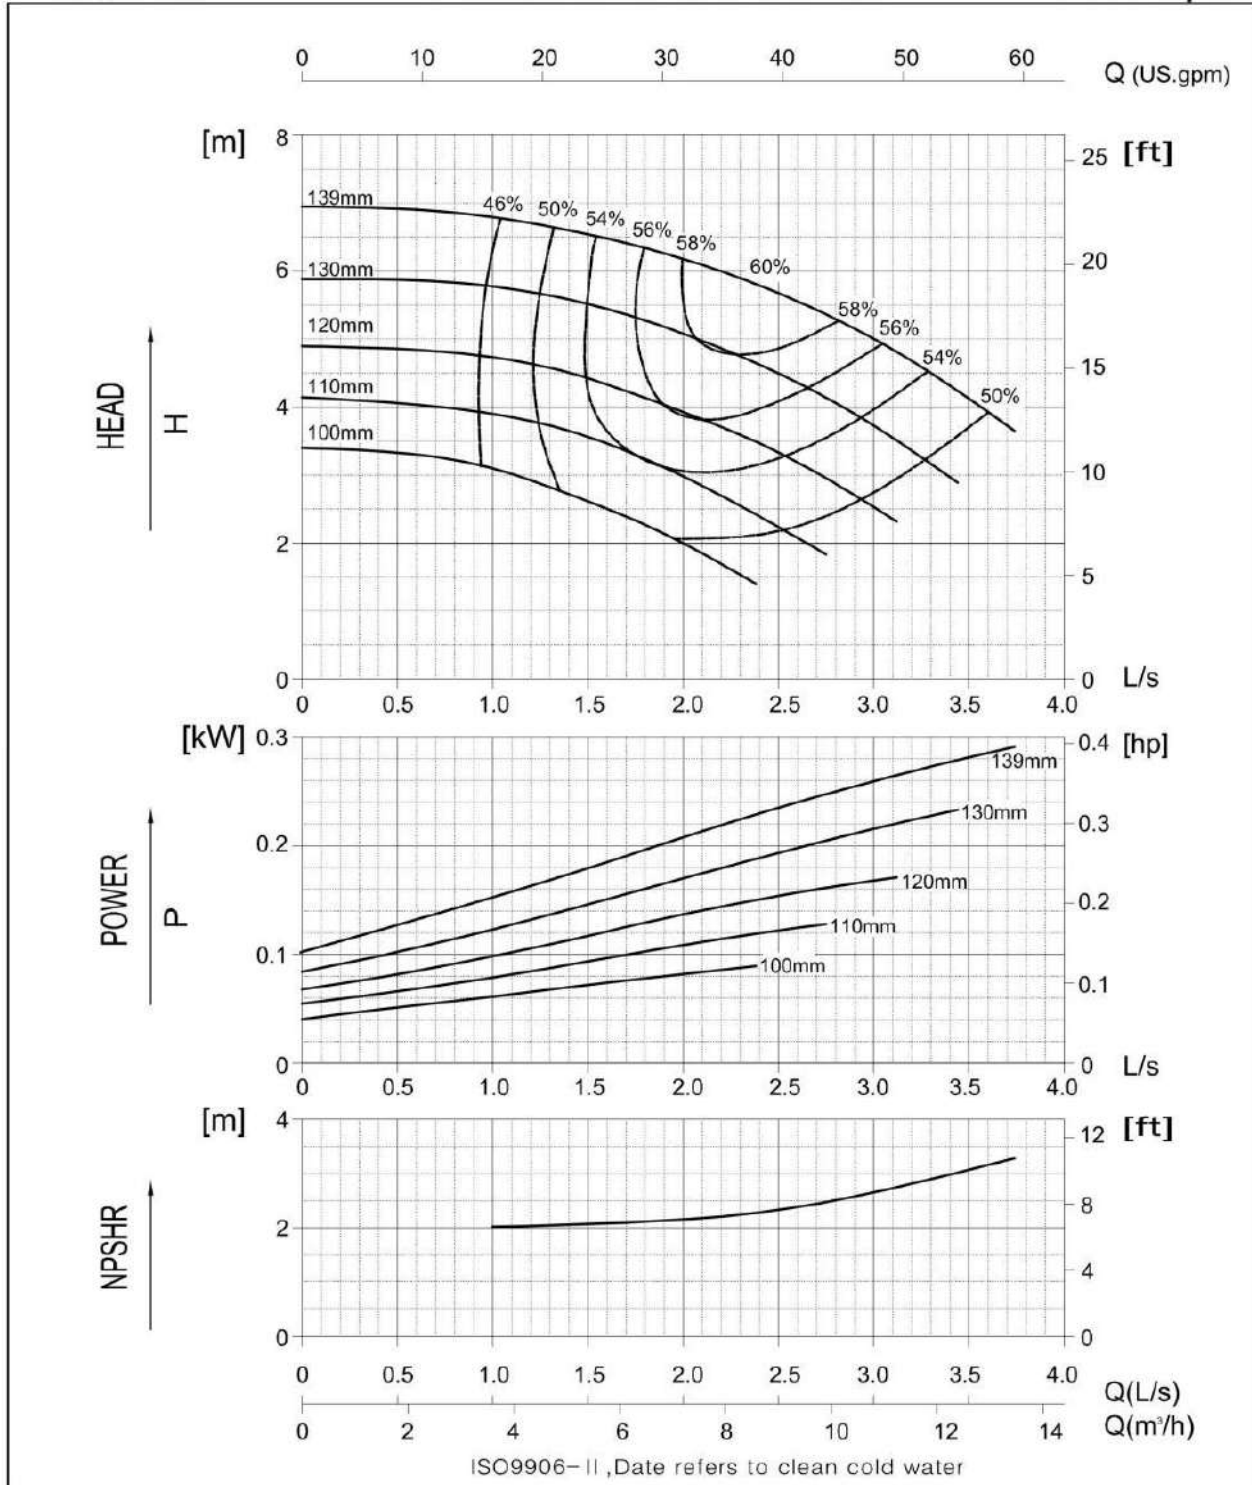 0 10 20 30 40 50 60
Q (US.gpm)
[m]
8
6
4
2
0
25
20
15
10
5
0
[ft]
139mm
130mm
120mm
110mm
100mm
46%
50%
54%
56%
58%
60%
58%
56%
54%
50%
HEAD
H
L/s
0 0.5 1.0 1.5 2.0 2.5 3.0 3.5 4.0
[kW]
0.3
0.2
0.1
0
0.4
0.3
0.2
0.1
0
[hp]
139mm
130mm
120mm
110mm
100mm
POWER
P
L/s
0 0.5 1.0 1.5 2.0 2.5 3.0 3.5 4.0
[m]
4
2
0
12
8
4
0
[ft]
NPSHR
0 0.5 1.0 1.5 2.0 2.5 3.0 3.5 4.0
Q(L/s)
0 2 4 6 8 10 12 14
Q(m³/h)
ISO9906-II ,Date refers to clean cold water